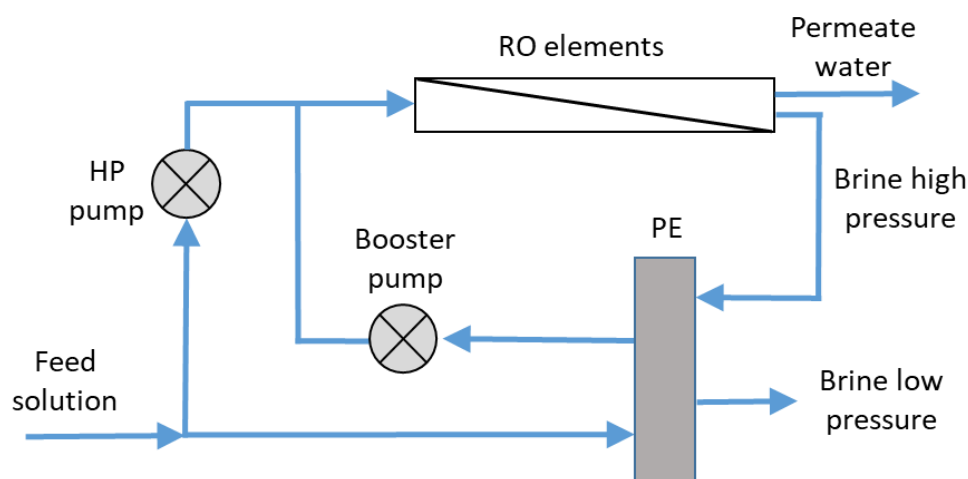 RO elements
Permeate
water
HP
pump
Brine high
pressure
PE
Booster
pump
Feed
solution
Brine low
pressure